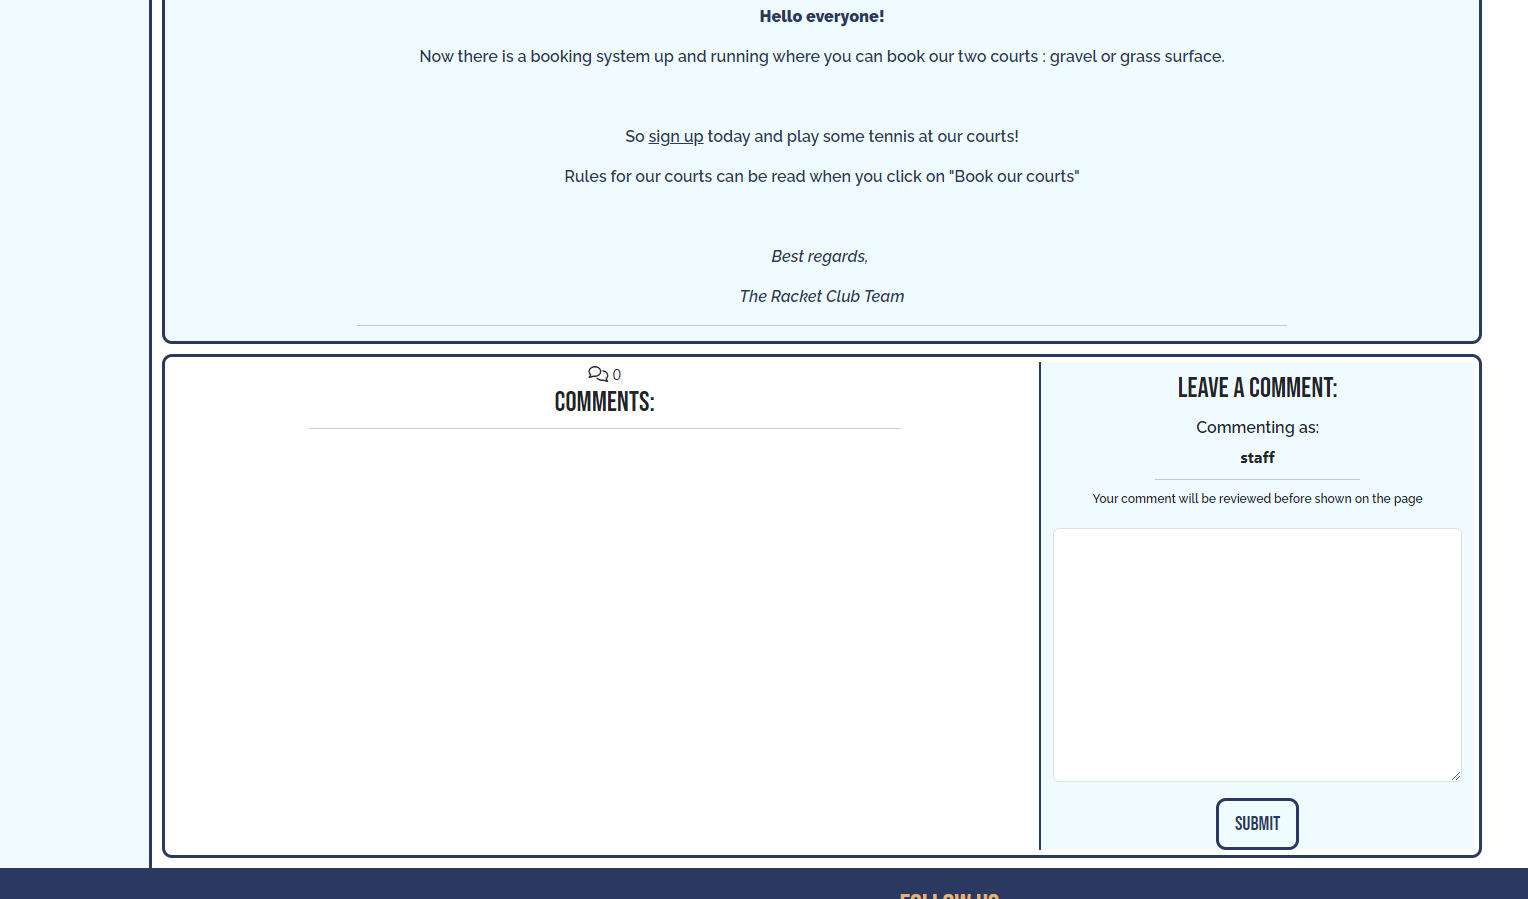 Hello everyone!
Now there is a booking system up and running where you can book our two courts : gravel or grass surface.
So sign up today and play some tennis at our courts!
Rules for our courts can be read when you click on "Book our courts"
Best regards,
The Racket Club Team
0
COMMENTS:
LEAVE A COMMENT:
Commenting as:
staff
Your comment will be reviewed before shown on the page
SUBMIT
FOLLOW US